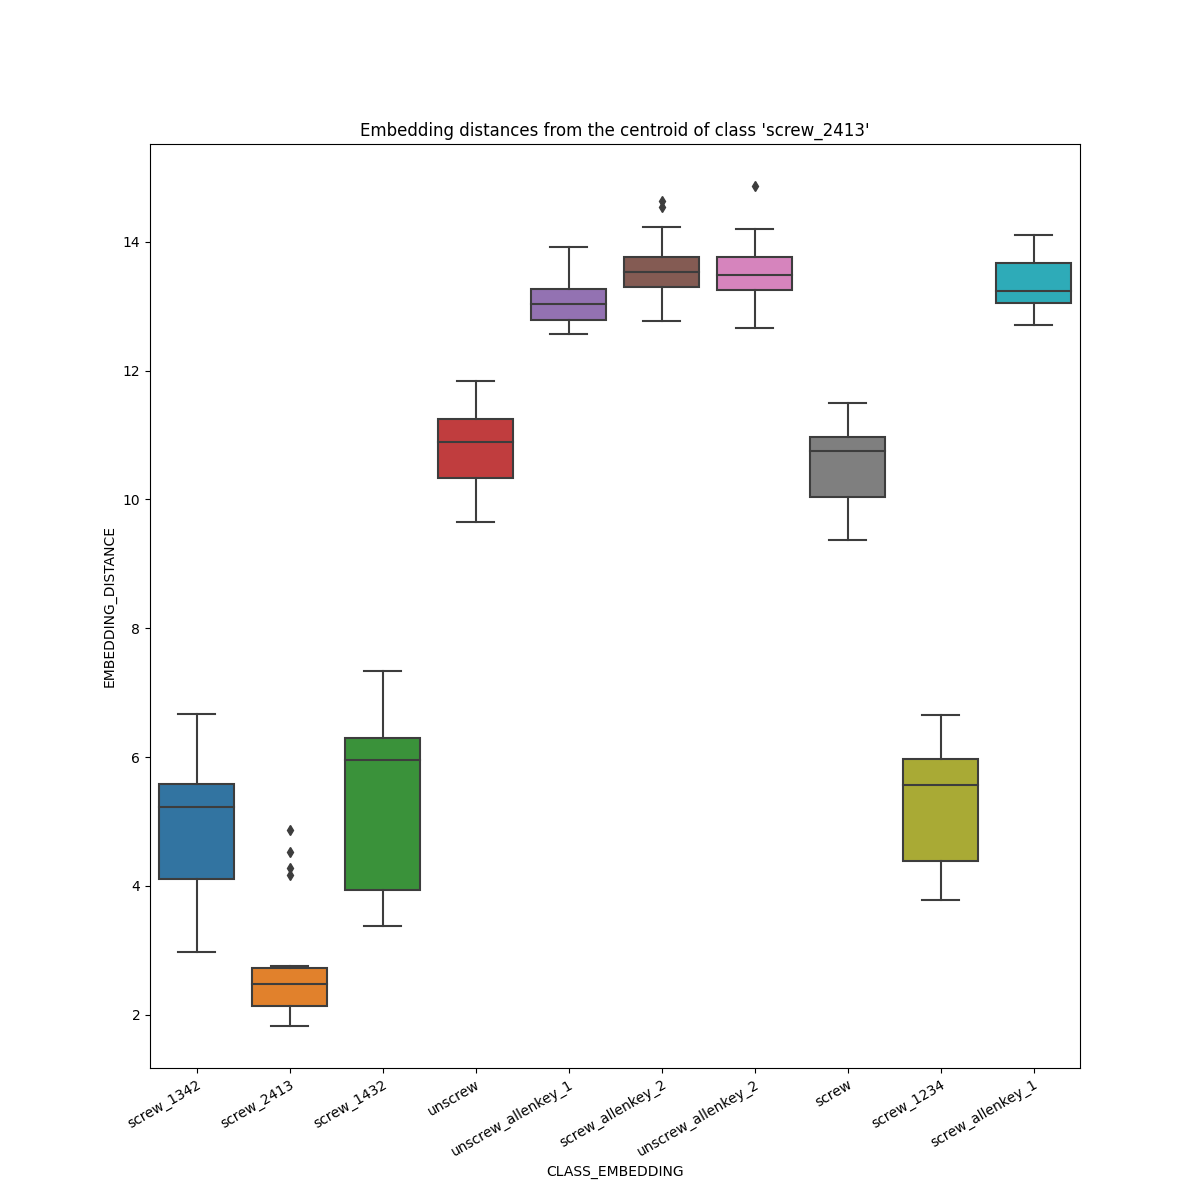 Embedding distances from the centroid of class 'screw_2413'
EMBEDDING_DISTANCE
14
12
10
8
6
4
2
screw_1342
screw_2413
screw_1432
unscrew
unscrew_allenkey_1
screw_allenkey_2
unscrew_allenkey_2
screw
screw_1234
screw_allenkey_1
CLASS_EMBEDDING